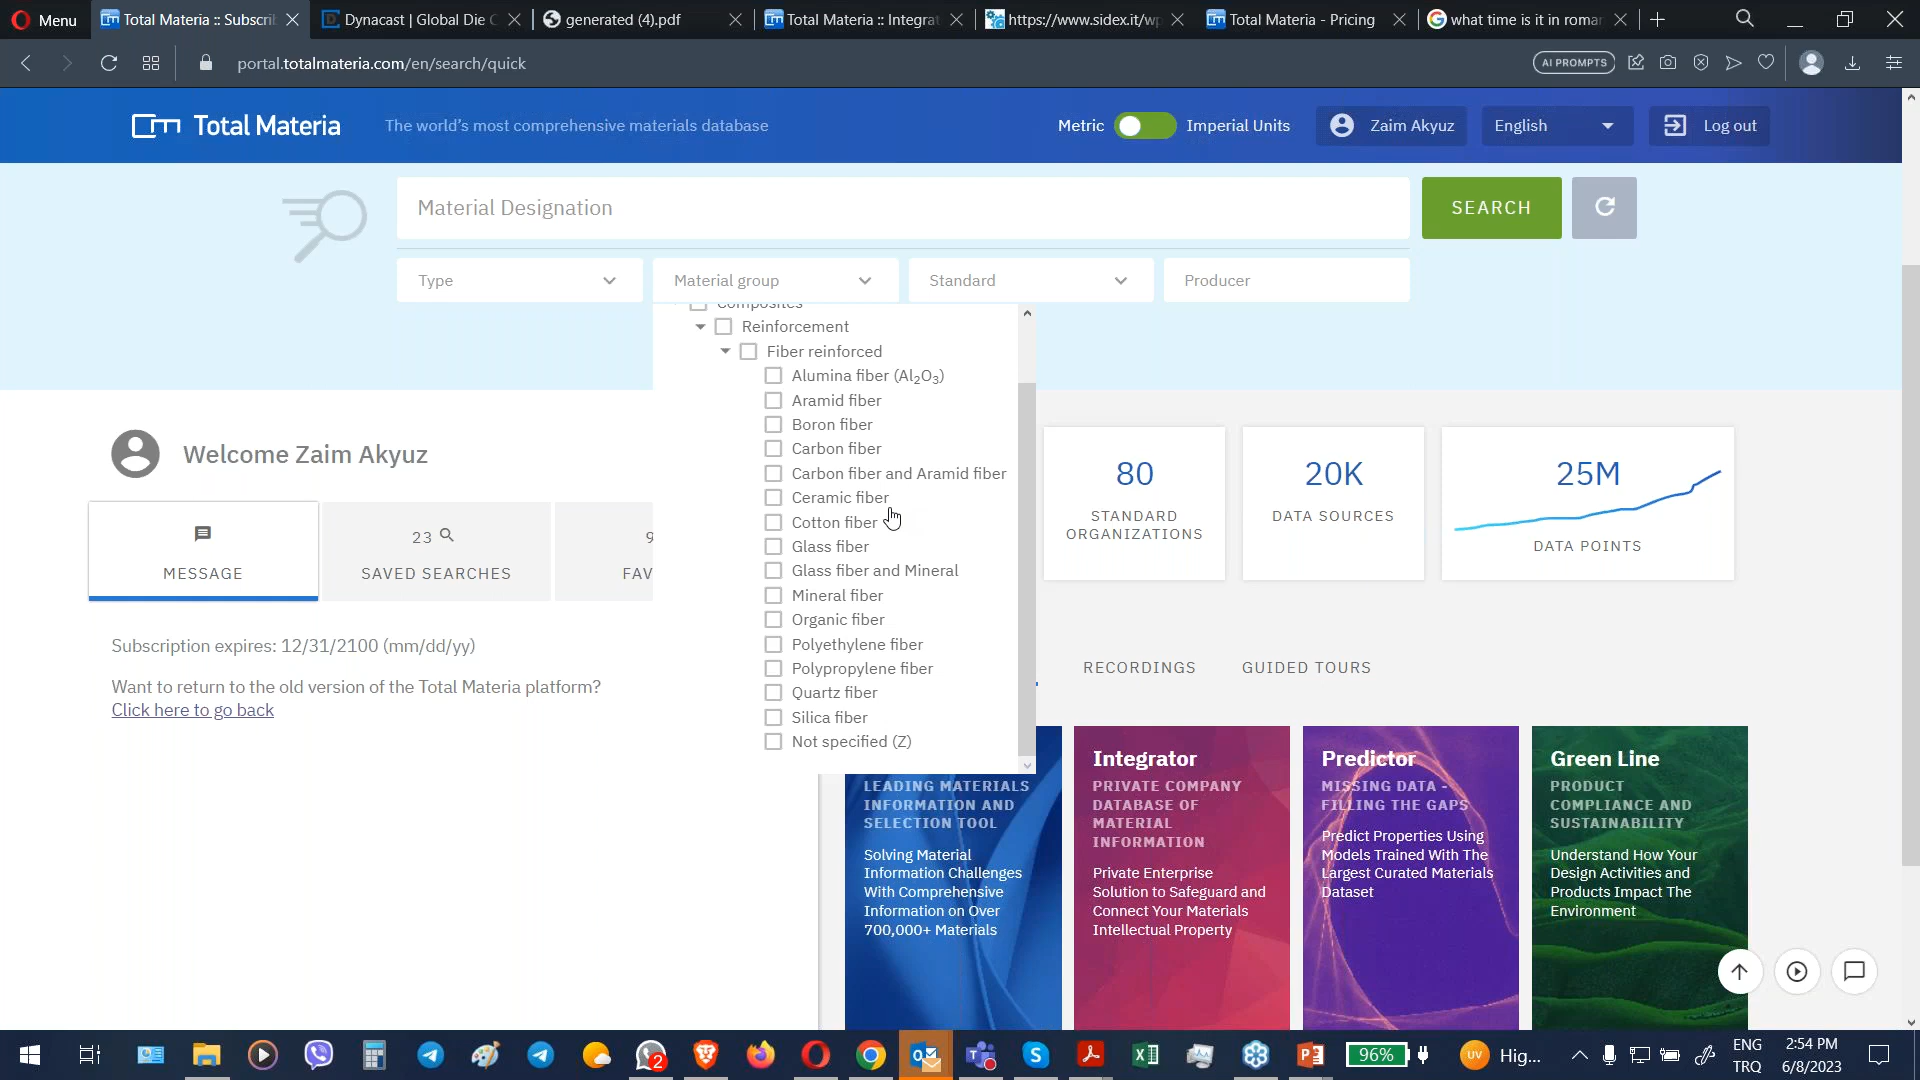 Menu
Total Materia :: Subscri
Dynacast | Global Die C
generated (4).pdf
Total Materia :: Integrat
https://www.sidex.it/wp
Total Materia - Pricing
what time is it in roma
portal.totalmateria.com/en/search/quick
AI PROMPTS
Total Materia
The world's most comprehensive materials database
Metric
Imperial Units
Zaim Akyuz
English
Log out
Material Designation
SEARCH
Type
Material group
Standard
Producer
Composites
Reinforcement
Fiber reinforced
Alumina fiber (Al2O3)
Aramid fiber
Boron fiber
Carbon fiber
Carbon fiber and Aramid fiber
Ceramic fiber
Cotton fiber
Glass fiber
Glass fiber and Mineral
Mineral fiber
Organic fiber
Polyethylene fiber
Polypropylene fiber
Quartz fiber
Silica fiber
Not specified (Z)
Welcome Zaim Akyuz
MESSAGE
23
SAVED SEARCHES
9
FAV
Subscription expires: 12/31/2100 (mm/dd/yy)
Want to return to the old version of the Total Materia platform?
Click here to go back
80
STANDARD
ORGANIZATIONS
20K
DATA SOURCES
25M
DATA POINTS
RECORDINGS
GUIDED TOURS
LEADING MATERIALS
INFORMATION AND
SELECTION TOOL
Solving Material
Information Challenges
With Comprehensive
Information on Over
700,000+ Materials
Integrator
PRIVATE COMPANY
DATABASE OF
MATERIAL
INFORMATION
Private Enterprise
Solution to Safeguard and
Connect Your Materials
Intellectual Property
Predictor
MISSING DATA -
FILLING THE GAPS
Predict Properties Using
Models Trained With The
Largest Curated Materials
Dataset
Green Line
PRODUCT
COMPLIANCE AND
SUSTAINABILITY
Understand How Your
Design Activities and
Products Impact The
Environment
2
96%
UV
Hig...
ENG
TRQ
2:54 PM
6/8/2023